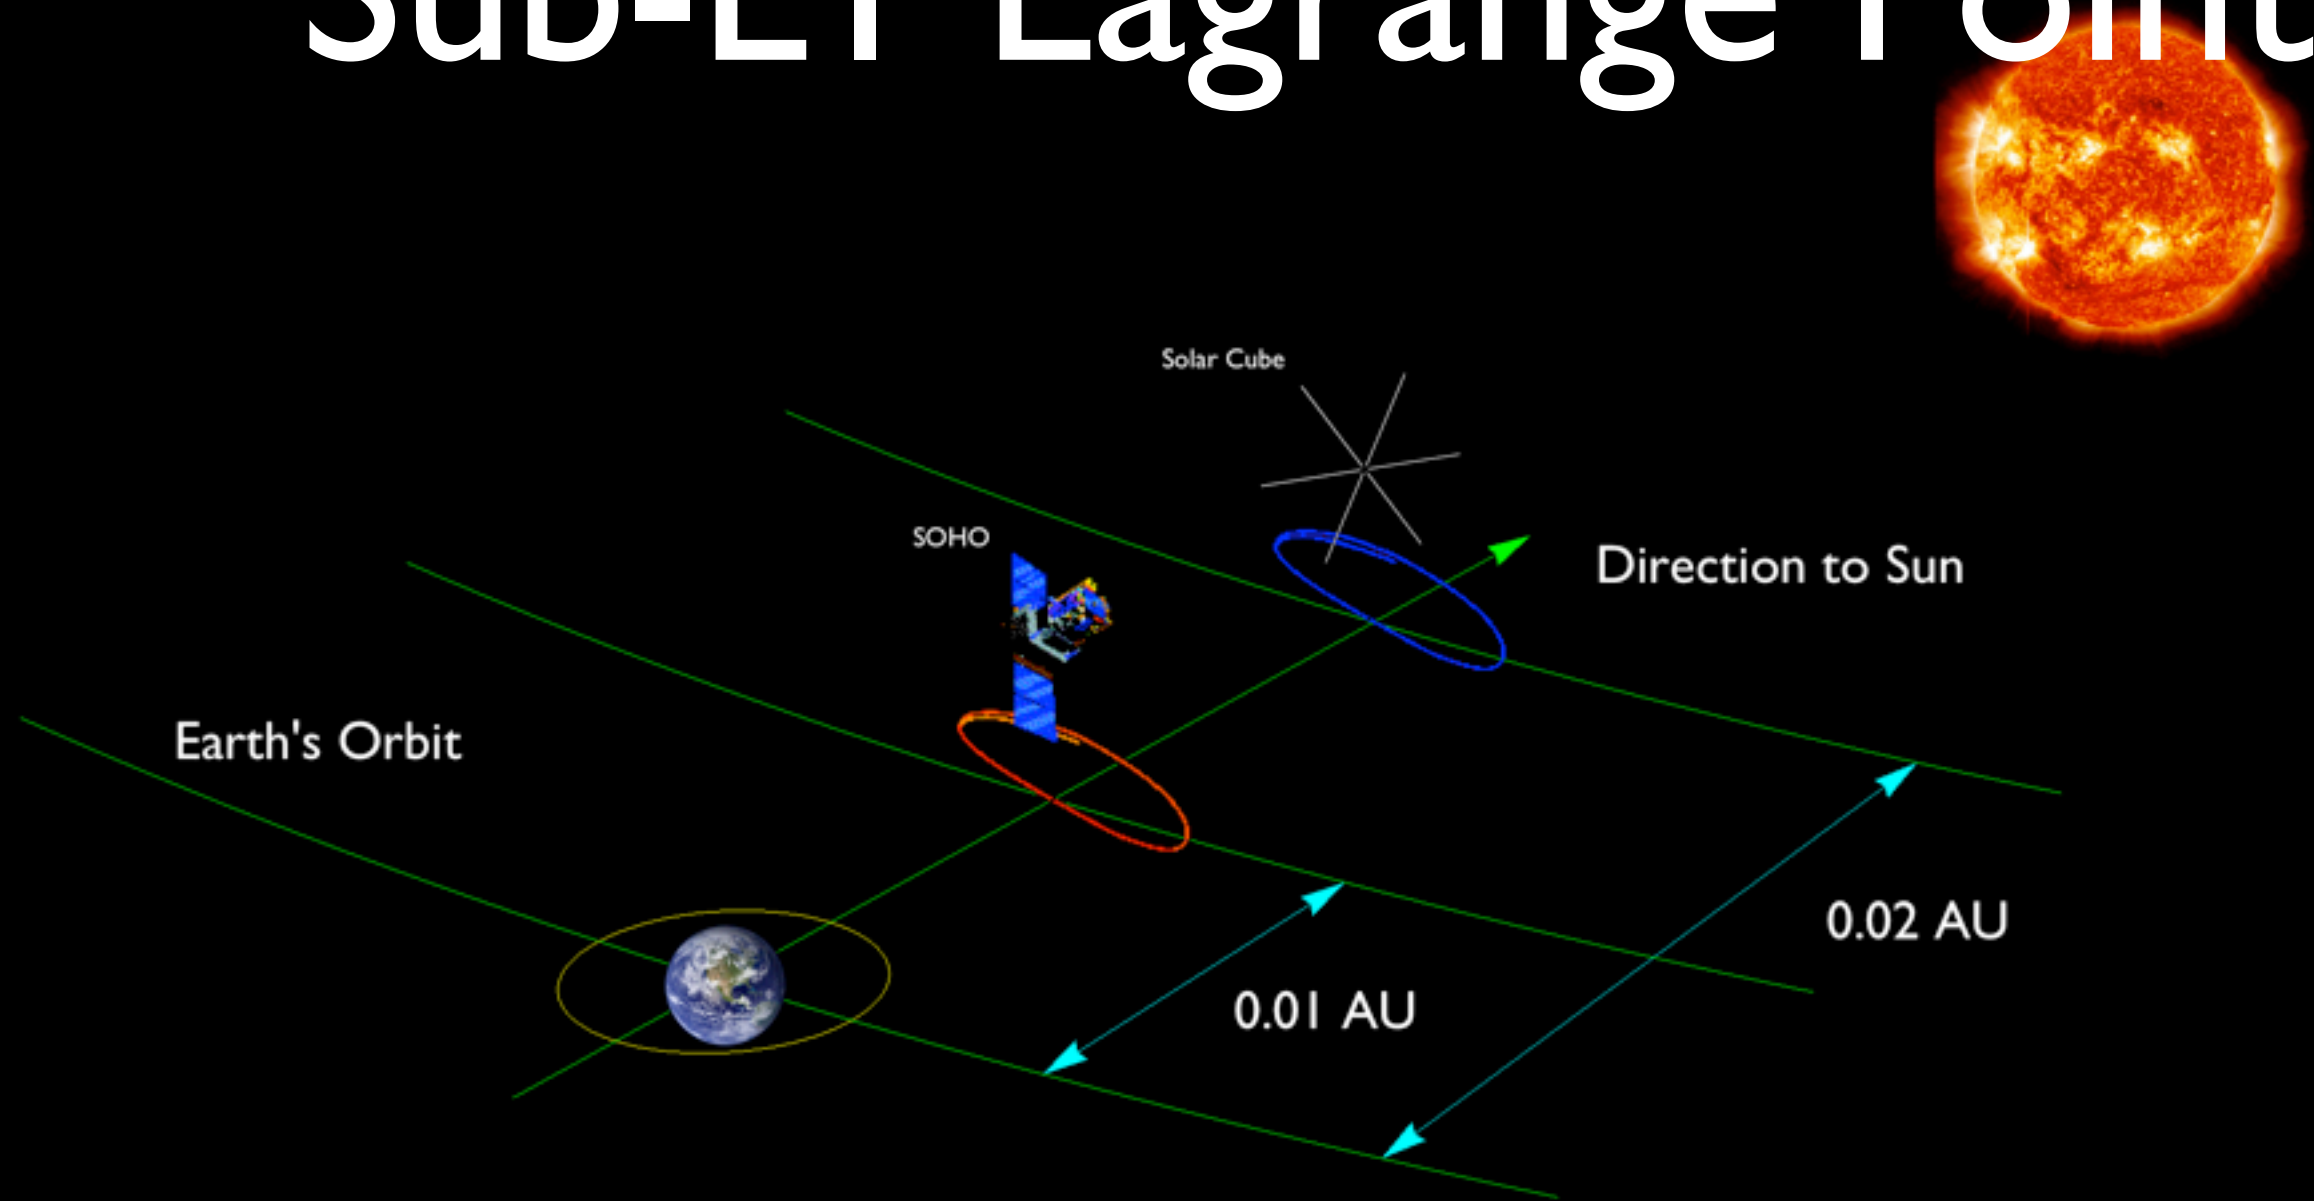 Sub-L1 Lagrange Point
Solar Cube
SOHO
Direction to Sun
Earth's Orbit
0.02 AU
0.01 AU